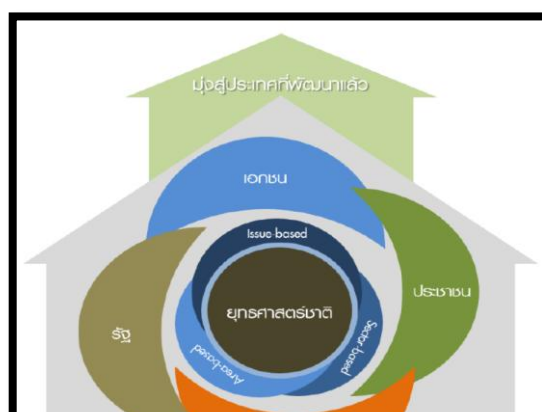 มุ่งสู่ประเทศที่พัฒนาแล้ว
เอกชน
Issue-based
ประชาชน
ยุทธศาสตร์ชาติ
รัฐ
Area-based
Sector-based